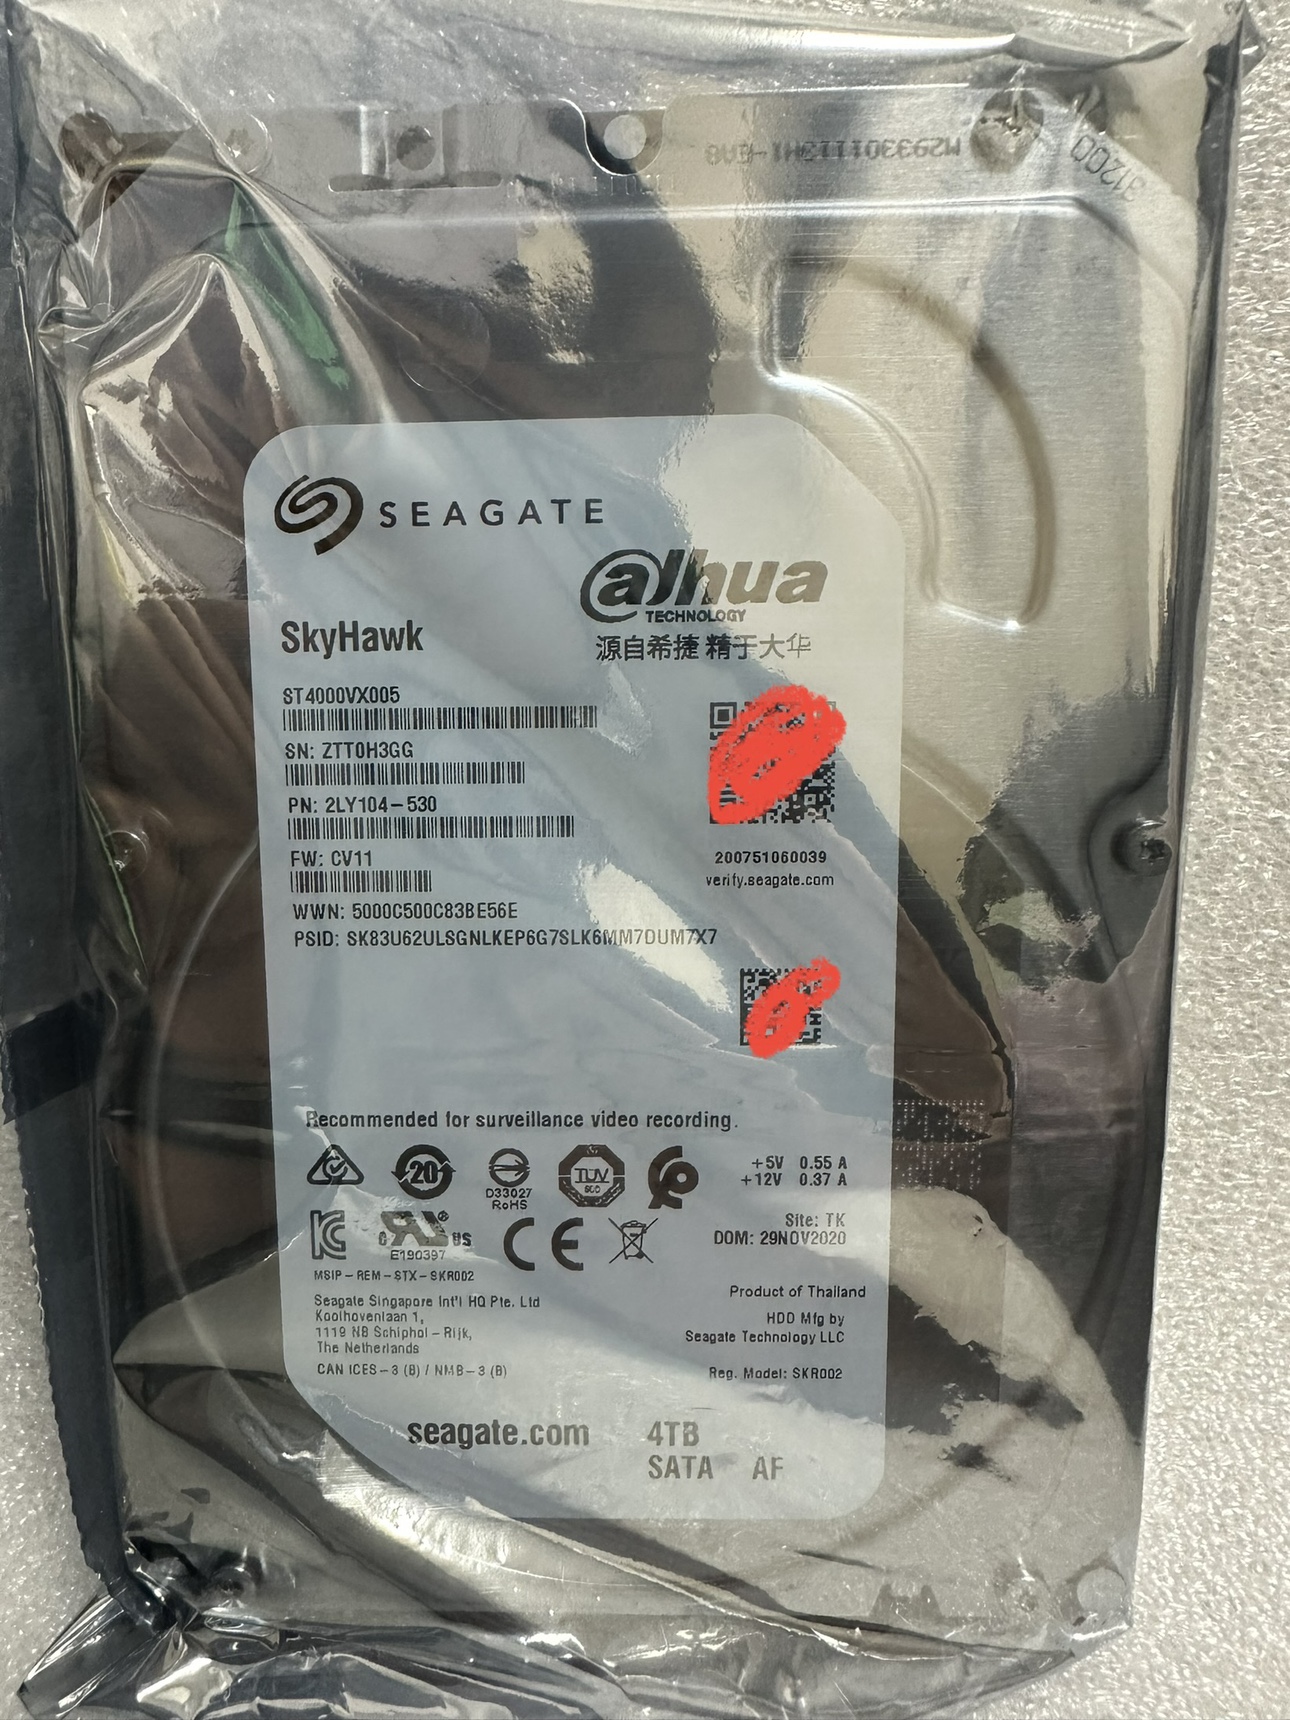 M293301113H1-EA8
SEAGATE
alhua
TECHNOLOGY
源自希捷 精于大华
SkyHawk
ST4000VX005
SN: ZTT0H3GG
PN: 2LY104-530
FW: CV11
WWN: 5000C500C83BE56E
PSID: SK83U62ULSGNLKEP6G7SLK6MM7DUM7X7
200751060039
verify.seagate.com
Recommended for surveillance video recording.
20
D33027
RoHS
TUV
+5V 0.55 A
+12V 0.37 A
Site: TK
DOM: 29NOV2020
c RU ® US
E190397
CE
MSIP-REM-STX-SKR002
Seagate Singapore Int'l HQ Pte. Ltd
Koolhovenlaan 1,
1119 NB Schiphol-Rijk,
The Netherlands
CAN ICES-3 (B) / NMB-3 (B)
Product of Thailand
HDD Mfg by
Seagate Technology LLC
Reg. Model: SKR002
seagate.com
4TB
SATA AF